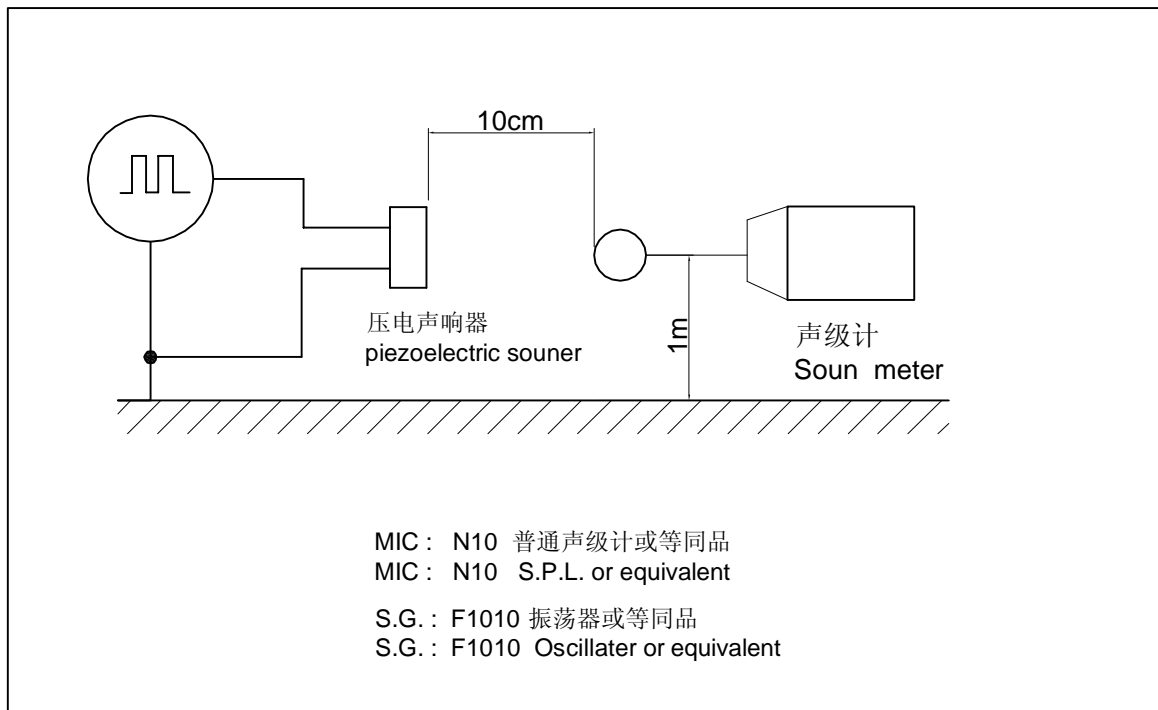 10cm
1m
压电声响器
piezoelectric souner
声级计
Soun meter
MIC : N10 普通声级计或等同品
MIC : N10 S.P.L. or equivalent
S.G. : F1010 振荡器或等同品
S.G. : F1010 Oscillater or equivalent